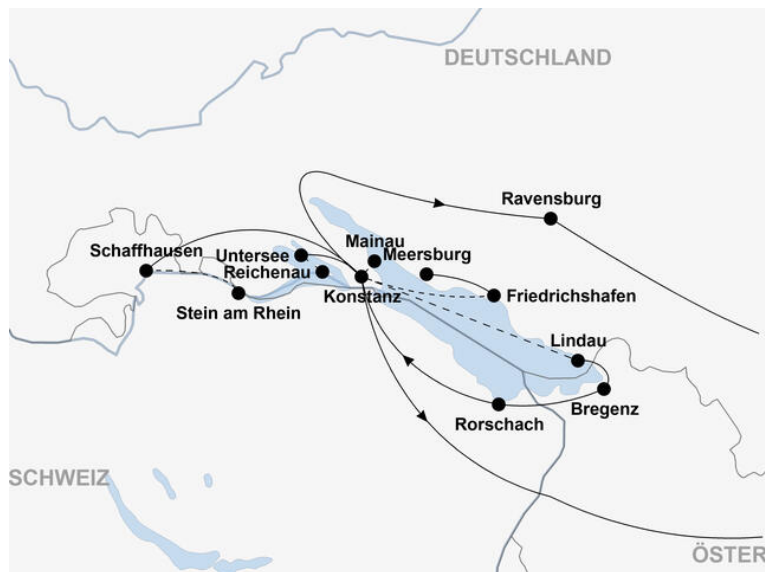 DEUTSCHLAND
Ravensburg
Mainau
Schaffhausen
Untersee
Meersburg
Reichenau
Konstanz
Friedrichshafen
Stein am Rhein
Lindau
Bregenz
Rorschach
SCHWEIZ
ÖSTER